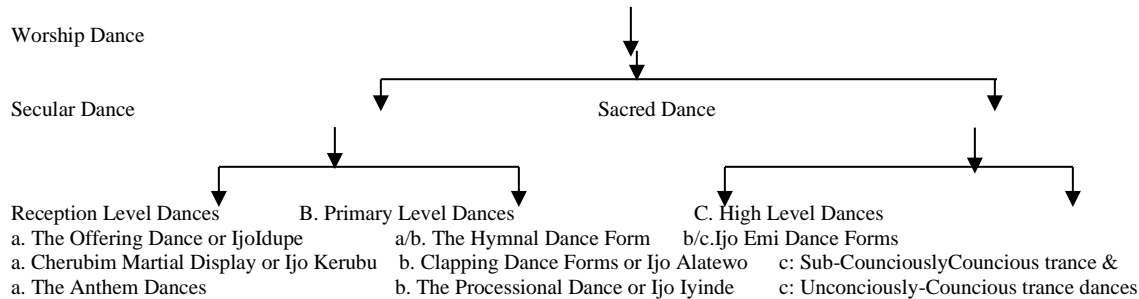 Worship Dance
Secular Dance Sacred Dance
Reception Level Dances B. Primary Level Dances C. High Level Dances
a. The Offering Dance or IjoIdupe a/b. The Hymnal Dance Form b/c.Ijo Emi Dance Forms
a. Cherubim Martial Display or Ijo Kerubu b. Clapping Dance Forms or Ijo Alatewo c: Sub-CounciouslyCouncious trance &
a. The Anthem Dances b. The Processional Dance or Ijo Iyinde c: Unconciously-Councious trance dances